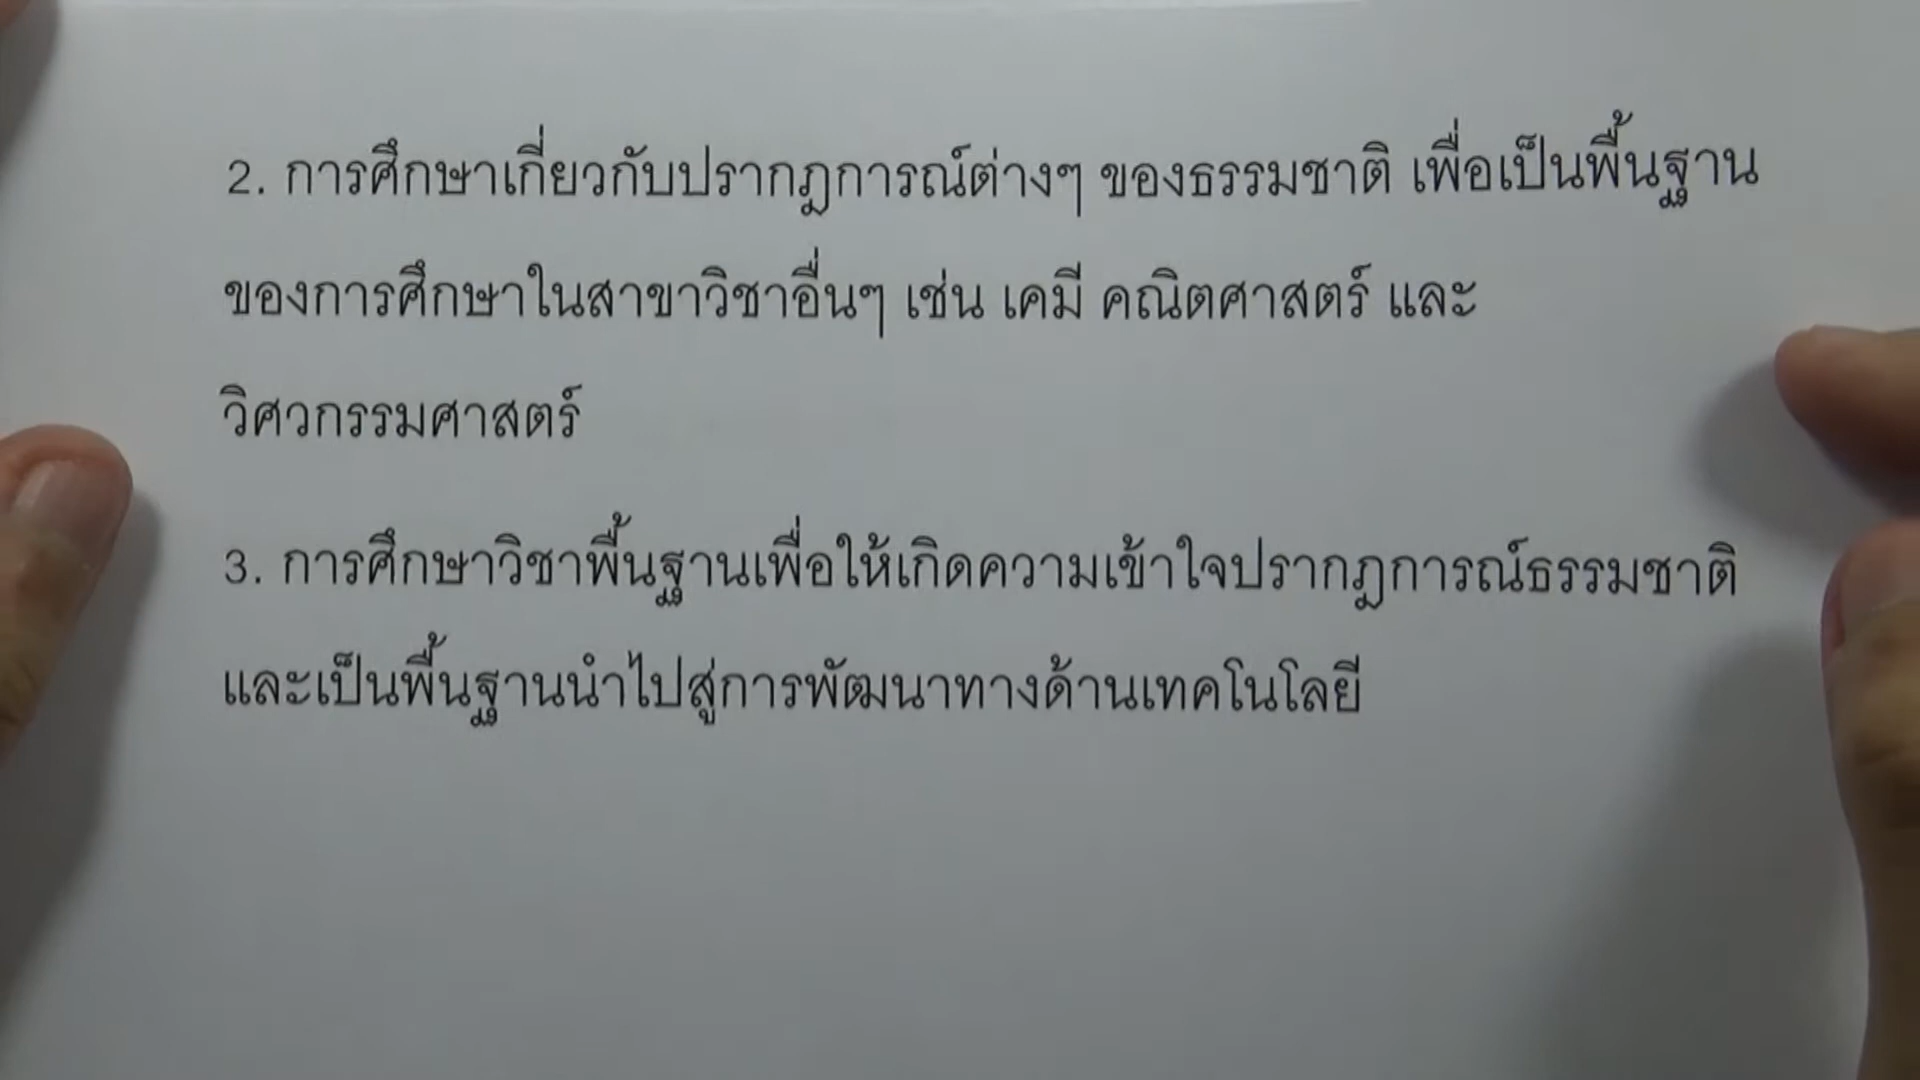 2. การศึกษาเกี่ยวกับปรากฏการณ์ต่างๆ ของธรรมชาติ เพื่อเป็นพื้นฐาน
ของการศึกษาในสาขาวิชาอื่นๆ เช่น เคมี คณิตศาสตร์ และ
วิศวกรรมศาสตร์
3. การศึกษาวิชาพื้นฐานเพื่อให้เกิดความเข้าใจปรากฏการณ์ธรรมชาติ
และเป็นพื้นฐานนำไปสู่การพัฒนาทางด้านเทคโนโลยี